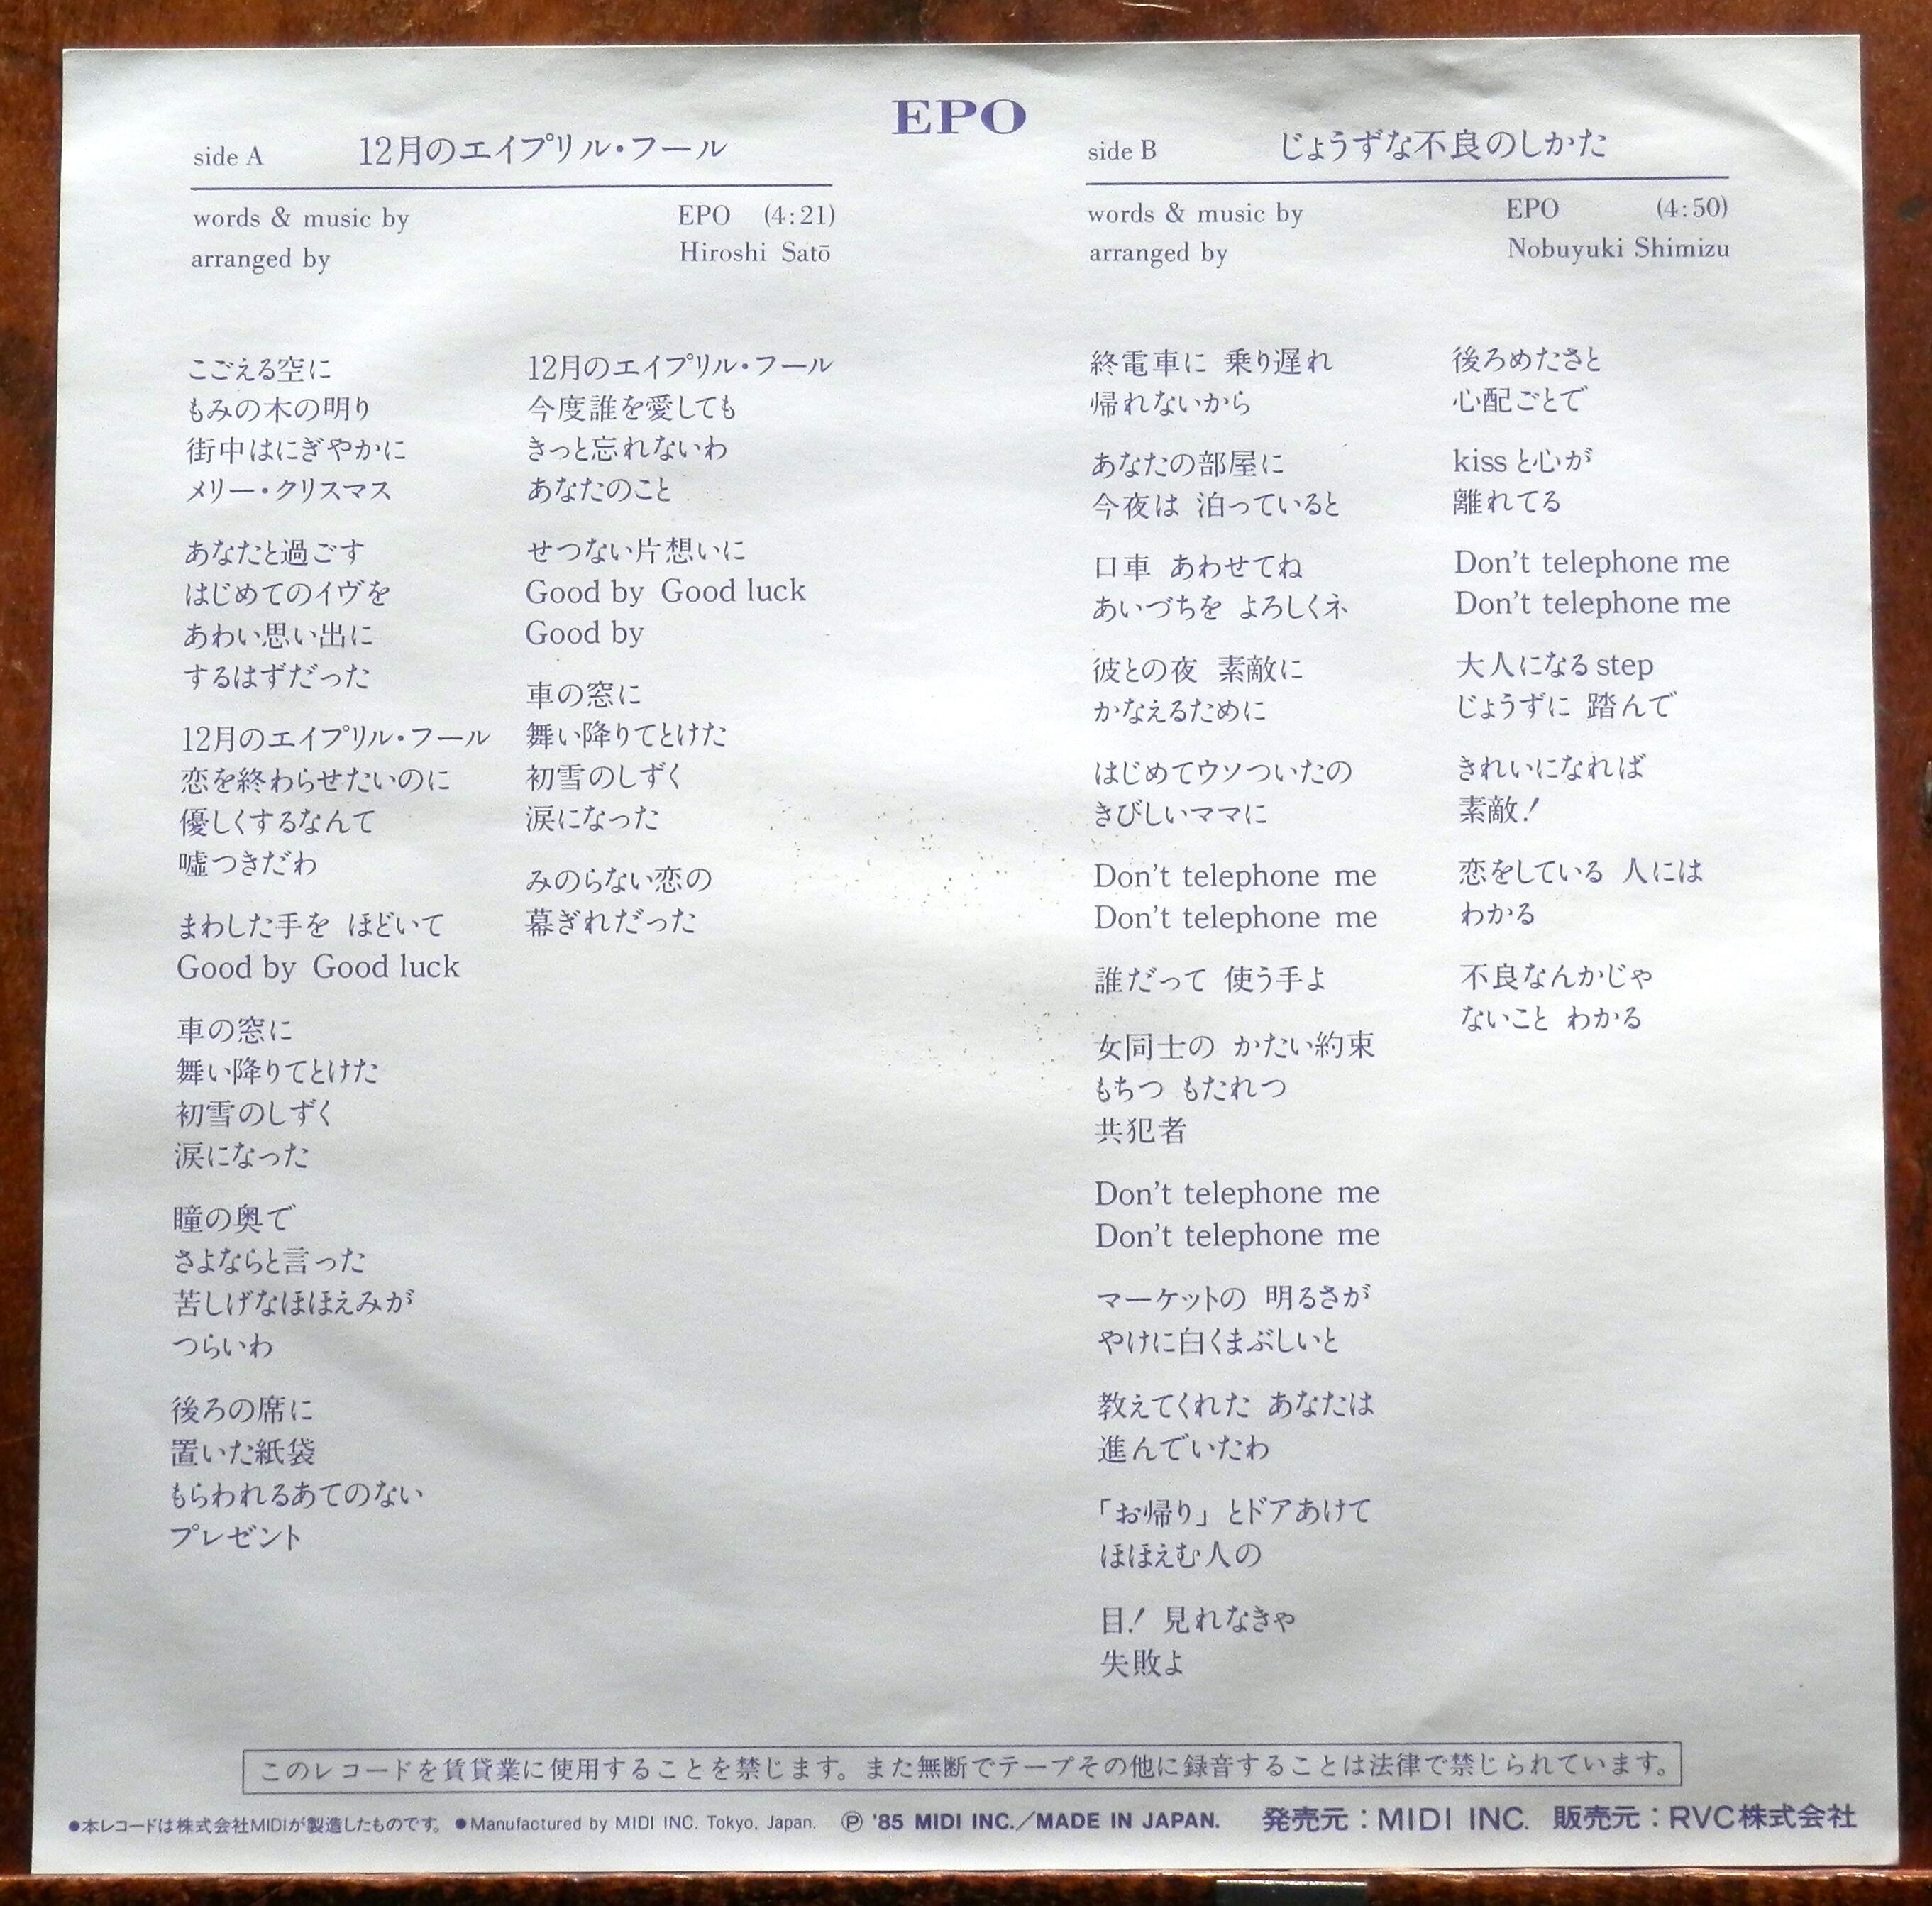 EPO
side A 12月のエイプリル・フール
words & music by EPO (4:21)
arranged by Hiroshi Satō
こごえる空に
もみの木の明り
街中はにぎやかに
メリー・クリスマス
あなたと過ごす
はじめてのイヴを
あわい思い出に
するはずだった
12月のエイプリル・フール
恋を終わらせたいのに
優しくするなんて
嘘つきだわ
まわした手を ほどいて
Good by Good luck
車の窓に
舞い降りてとけた
初雪のしずく
涙になった
瞳の奥で
さよならと言った
苦しげなほほえみが
つらいわ
後ろの席に
置いた紙袋
もらわれるあてのない
プレゼント
12月のエイプリル・フール
今度誰を愛しても
きっと忘れないわ
あなたのこと
せつない片想いに
Good by Good luck
Good by
車の窓に
舞い降りてとけた
初雪のしずく
涙になった
みのらない恋の
幕ぎれだった
side B じょうずな不良のしかた
words & music by EPO (4:50)
arranged by Nobuyuki Shimizu
終電車に 乗り遅れ
帰れないから
あなたの部屋に
今夜は 泊っていると
口車 あわせてね
あいづちを よろしくネ
彼との夜 素敵に
かなえるために
はじめてウソついたの
きびしいママに
Don't telephone me
Don't telephone me
誰だって 使う手よ
女同士の かたい約束
もちつ もたれつ
共犯者
Don't telephone me
Don't telephone me
マーケットの 明るさが
やけに白くまぶしいと
教えてくれた あなたは
進んでいたわ
「お帰り」とドアあけて
ほほえむ人の
目! 見れなきゃ
失敗よ
後ろめたさと
心配ごとで
kissと心が
離れてる
Don't telephone me
Don't telephone me
大人になるstep
じょうずに 踏んで
きれいになれば
素敵!
恋をしている 人には
わかる
不良なんかじゃ
ないこと わかる
このレコードを賃貸業に使用することを禁じます。また無断でテープその他に録音することは法律で禁じられています。
●本レコードは株式会社MIDIが製造したものです。●Manufactured by MIDI INC. Tokyo, Japan. Ⓟ '85 MIDI INC./MADE IN JAPAN. 発売元:MIDI INC. 販売元:RVC株式会社